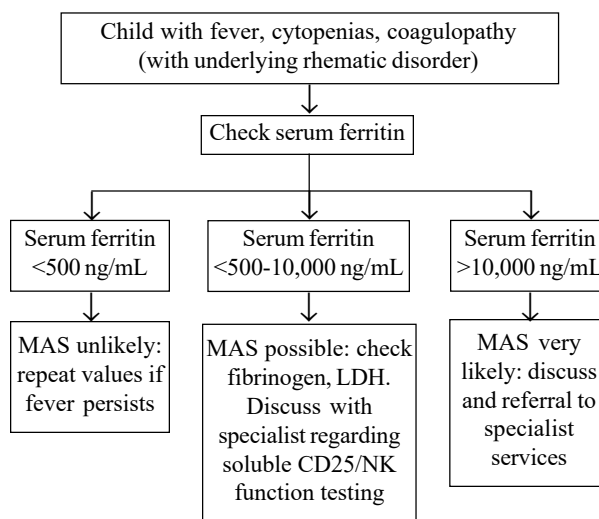 Child with fever, cytopenias, coagulopathy
(with underlying rhematic disorder)
Check serum ferritin
Serum ferritin
<500 ng/mL
Serum ferritin
<500-10,000 ng/mL
Serum ferritin
>10,000 ng/mL
MAS unlikely:
repeat values if
fever persists
MAS possible: check
fibrinogen, LDH.
Discuss with
specialist regarding
soluble CD25/NK
function testing
MAS very
likely: discuss
and referral to
specialist
services